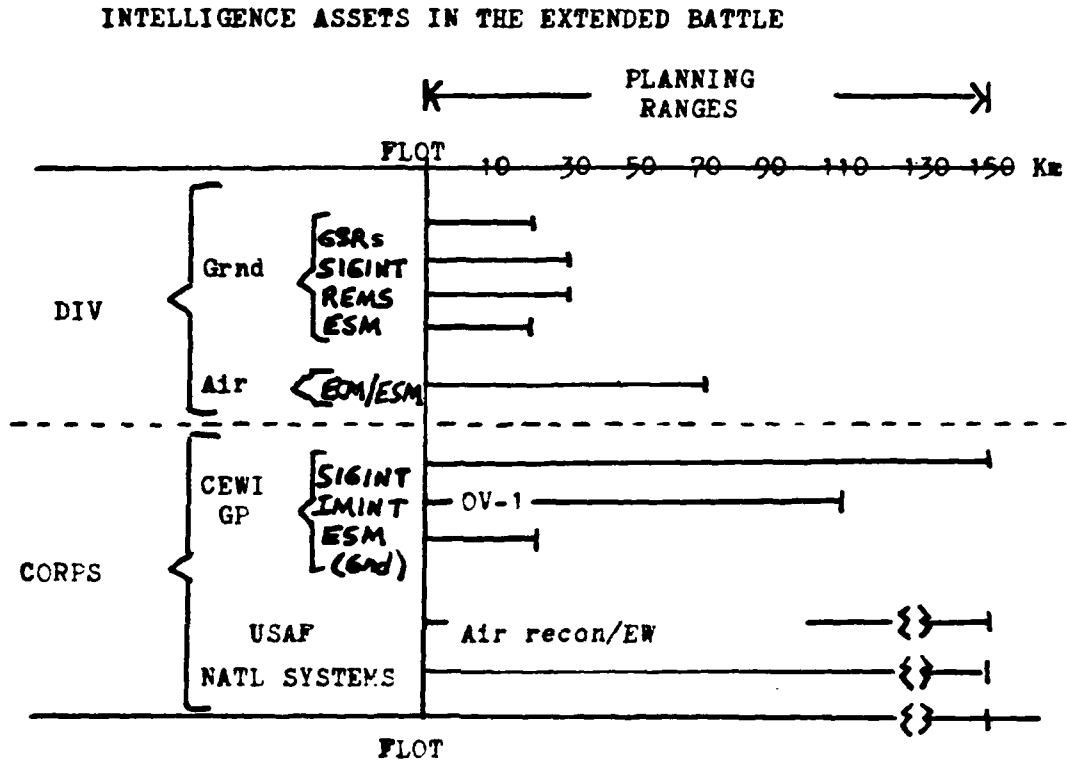 INTELLIGENCE ASSETS IN THE EXTENDED BATTLE
PLANNING
RANGES
FLOT
10 30 50 70 90 110 130 150 Km
DIV
Grnd
GSRs
SIGINT
REMS
ESM
Air
ECM/ESM
CORPS
CEWI
GP
SIGINT
IMINT
ESM
(Gnd)
OV-1
USAF
Air recon/EW
NATL SYSTEMS
FLOT